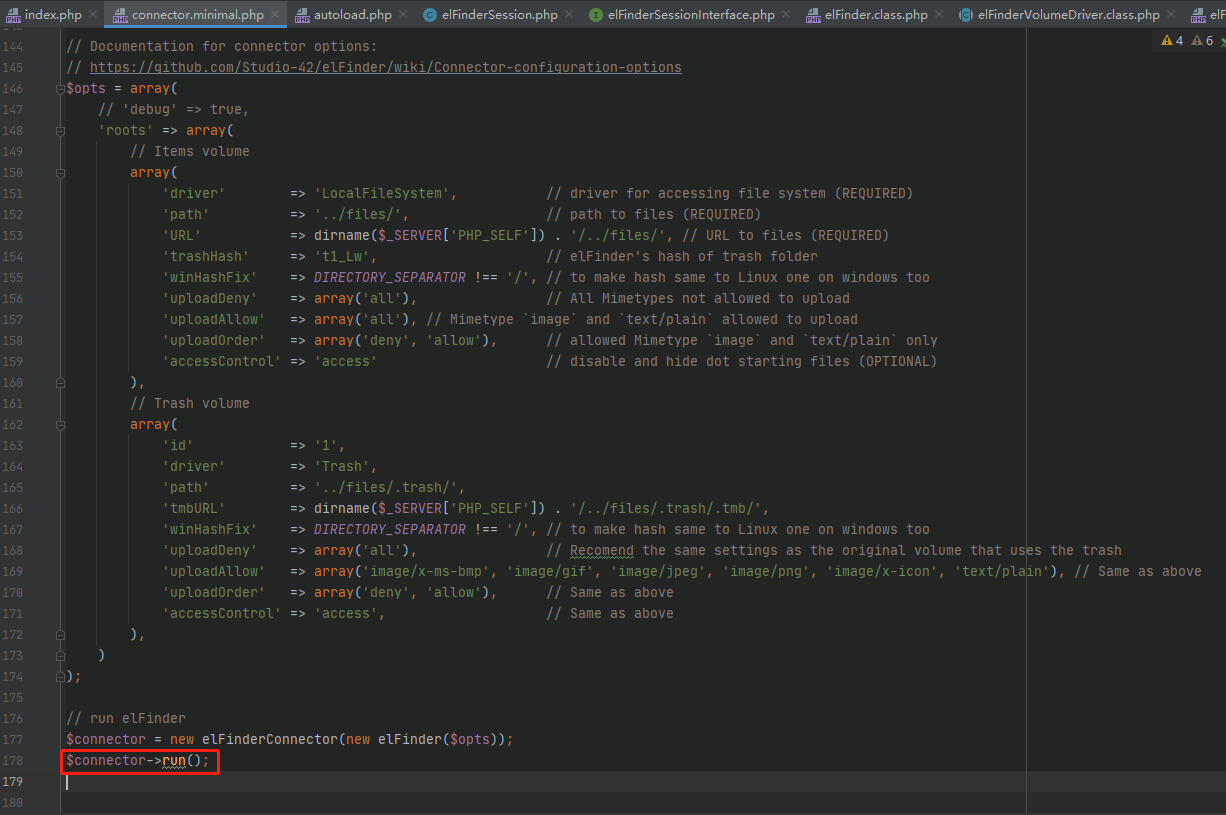 index.php connector.minimal.php autoload.php elFinderSession.php elFinderSessionInterface.php elFinder.class.php elFinderVolumeDriver.class.php
4 6
144 // Documentation for connector options:
145 // https://github.com/Studio-42/elFinder/wiki/Connector-configuration-options
146 $opts = array(
147     // 'debug' => true,
148     'roots' => array(
149         // Items volume
150         array(
151             'driver'        => 'LocalFileSystem',           // driver for accessing file system (REQUIRED)
152             'path'          => '../files/',                 // path to files (REQUIRED)
153             'URL'           => dirname($_SERVER['PHP_SELF']) . '/../files/', // URL to files (REQUIRED)
154             'trashHash'     => 't1_Lw',                     // elFinder's hash of trash folder
155             'winHashFix'    => DIRECTORY_SEPARATOR !== '/', // to make hash same to Linux one on windows too
156             'uploadDeny'    => array('all'),                // All Mimetypes not allowed to upload
157             'uploadAllow'   => array('all'), // Mimetype `image` and `text/plain` allowed to upload
158             'uploadOrder'   => array('deny', 'allow'),      // allowed Mimetype `image` and `text/plain` only
159             'accessControl' => 'access'                     // disable and hide dot starting files (OPTIONAL)
160         ),
161         // Trash volume
162         array(
163             'id'            => '1',
164             'driver'        => 'Trash',
165             'path'          => '../files/.trash/',
166             'tmbURL'        => dirname($_SERVER['PHP_SELF']) . '/../files/.trash/.tmb/',
167             'winHashFix'    => DIRECTORY_SEPARATOR !== '/', // to make hash same to Linux one on windows too
168             'uploadDeny'    => array('all'),                // Recomend the same settings as the original volume that uses the trash
169             'uploadAllow'   => array('image/x-ms-bmp', 'image/gif', 'image/jpeg', 'image/png', 'image/x-icon', 'text/plain'), // Same as above
170             'uploadOrder'   => array('deny', 'allow'),      // Same as above
171             'accessControl' => 'access',                    // Same as above
172         ),
173     )
174 );
175
176 // run elFinder
177 $connector = new elFinderConnector(new elFinder($opts));
178 $connector->run();
179
180